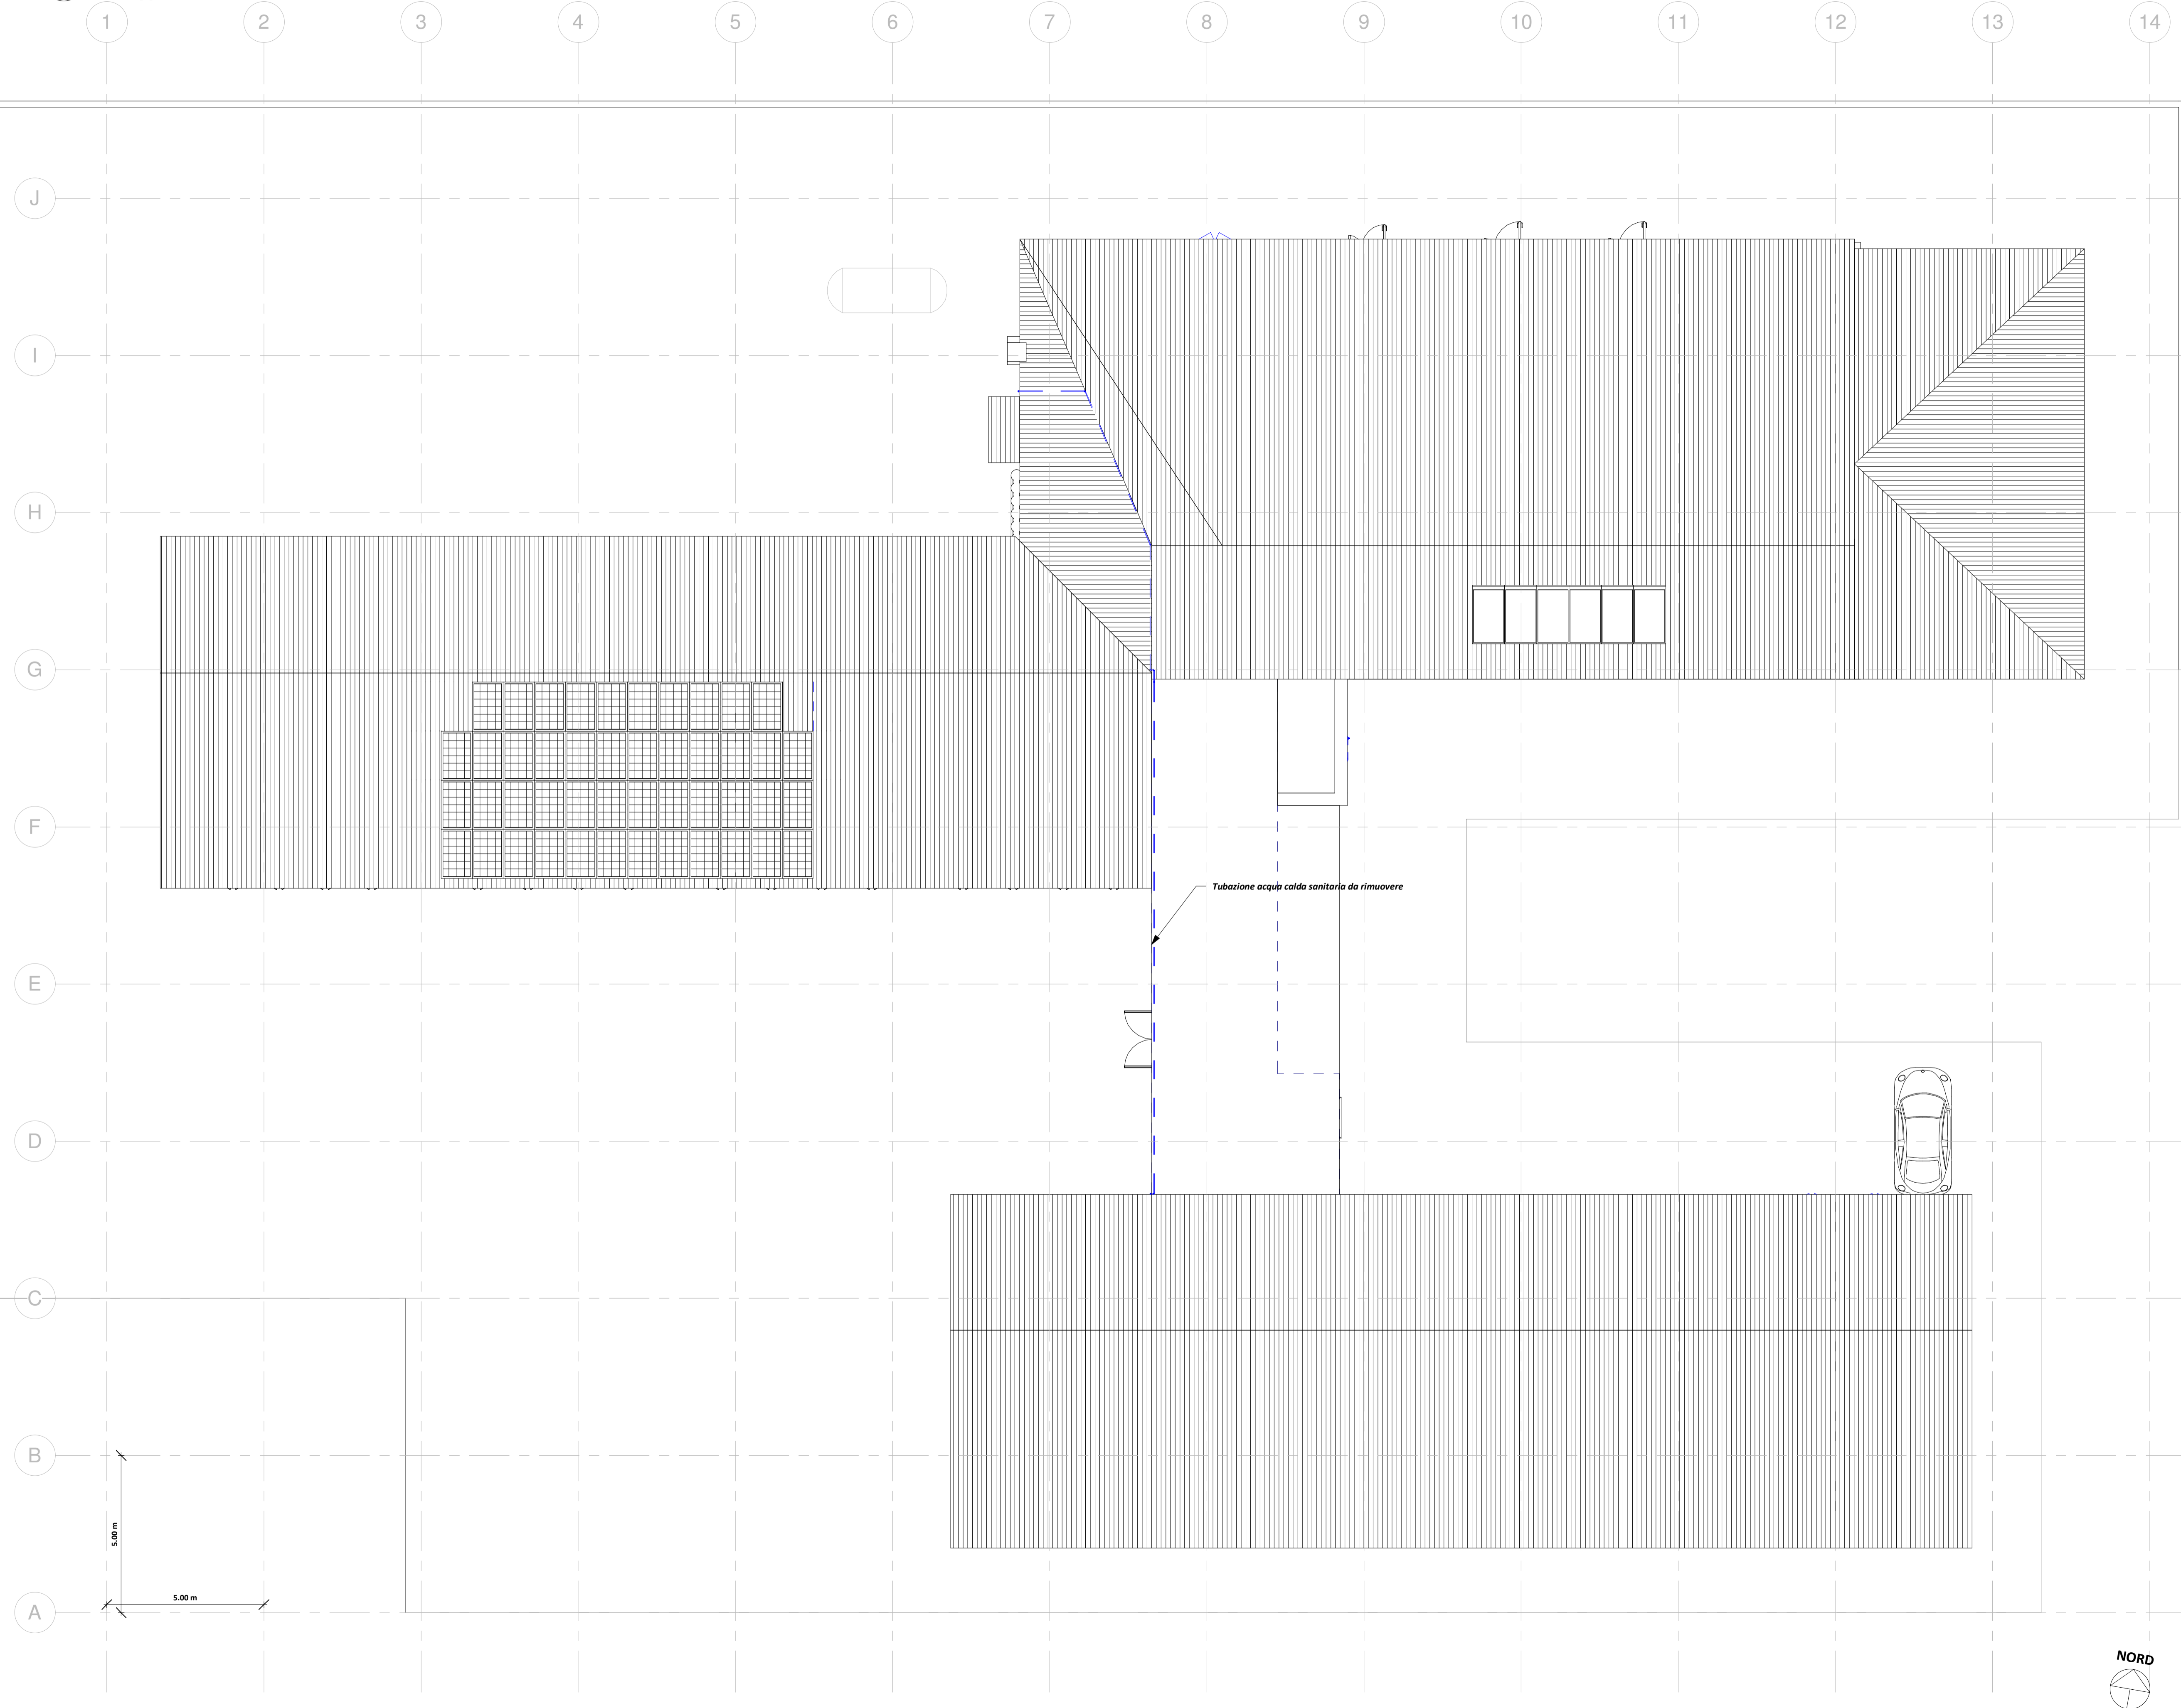 1 2 3 4 5 6 7 8 9 10 11 12 13 14
J
I
H
G
F
Tubazione acqua calda sanitaria da rimuovere
E
D
C
B
5.00 m
5.00 m
A
NORD